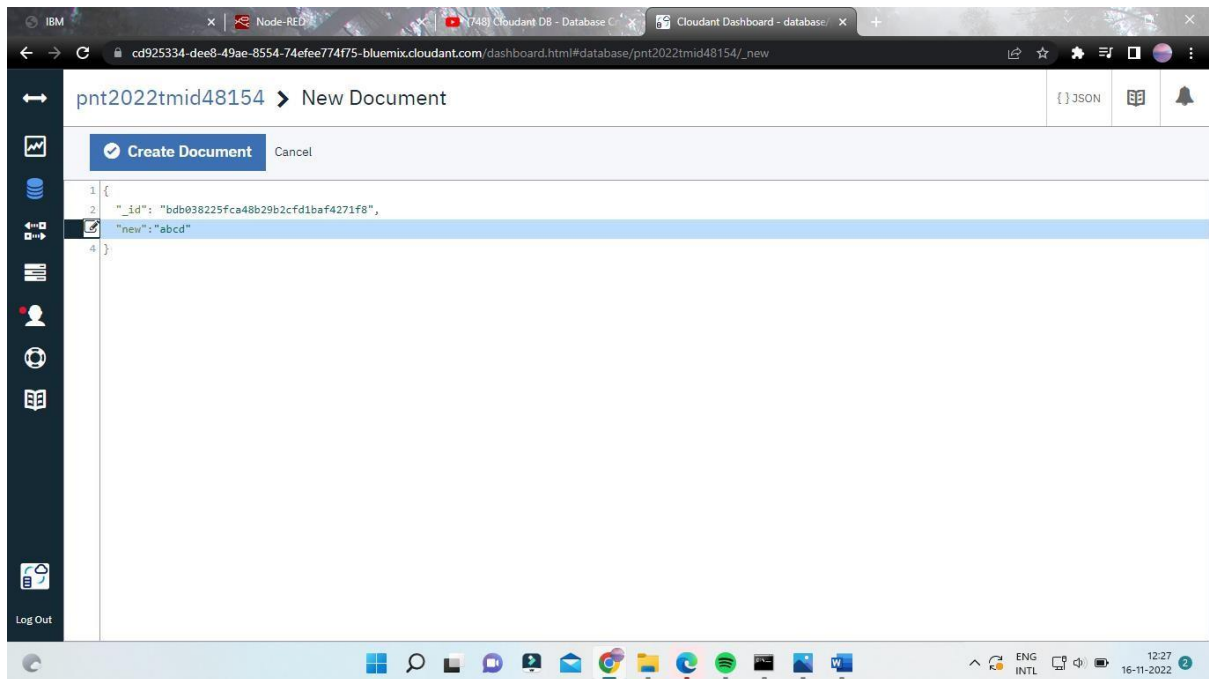 IBM
Node-RED
(748) Cloudant DB - Database C
Cloudant Dashboard - database/
cd925334-dee8-49ae-8554-74efee774f75-bluemix.cloudant.com/dashboard.html#database/pnt2022tmid48154/_new
pnt2022tmid48154 > New Document
{ } JSON
Create Document Cancel
1 {
2 "_id": "bdb038225fca48b29b2cfd1baf4271f8",
"new":"abcd"
4 }
Log Out
ENG
INTL
12:27
16-11-2022
2